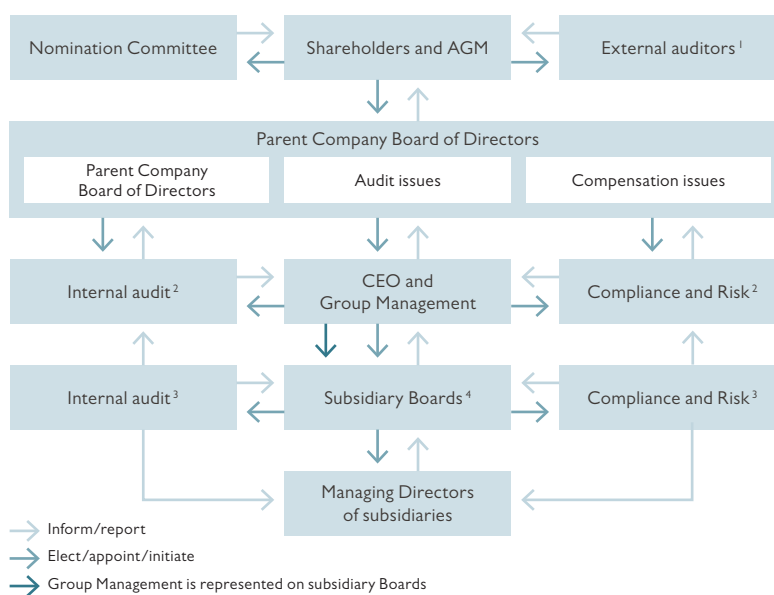 Nomination Committee
Shareholders and AGM
External auditors 1
Parent Company Board of Directors
Parent Company
Board of Directors
Audit issues
Compensation issues
Internal audit 2
CEO and
Group Management
Compliance and Risk 2
Internal audit 3
Subsidiary Boards 4
Compliance and Risk 3
Managing Directors
of subsidiaries
Inform/report
Elect/appoint/initiate
Group Management is represented on subsidiary Boards